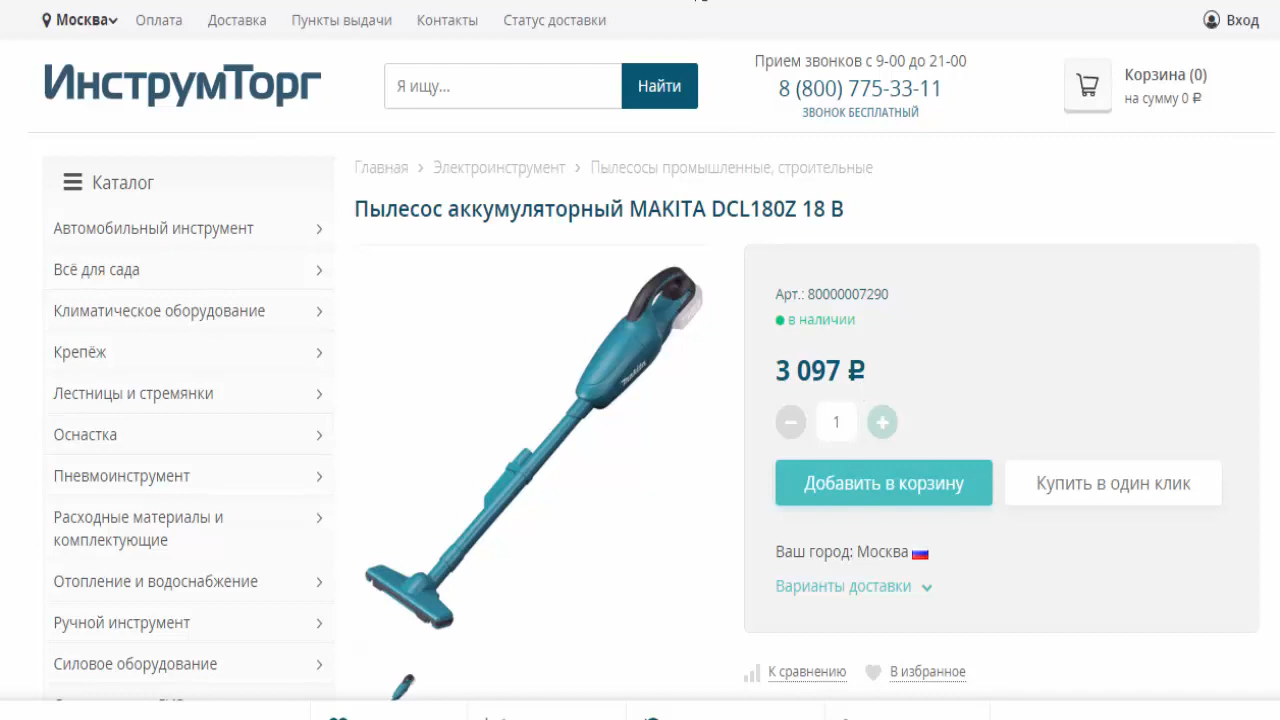 Москва
Оплата
Доставка
Пункты выдачи
Контакты
Статус доставки
Вход
ИнструмТорг
Я ищу...
Найти
Прием звонков с 9-00 до 21-00
8 (800) 775-33-11
ЗВОНОК БЕСПЛАТНЫЙ
Корзина (0)
на сумму 0 ₽
Каталог
Автомобильный инструмент
Всё для сада
Климатическое оборудование
Крепёж
Лестницы и стремянки
Оснастка
Пневмоинструмент
Расходные материалы и
комплектующие
Отопление и водоснабжение
Ручной инструмент
Силовое оборудование
Главная › Электроинструмент › Пылесосы промышленные, строительные
Пылесос аккумуляторный MAKITA DCL180Z 18 В
Makita
Арт.: 80000007290
в наличии
3 097 ₽
1
Добавить в корзину
Купить в один клик
Ваш город: Москва
Варианты доставки
К сравнению
В избранное